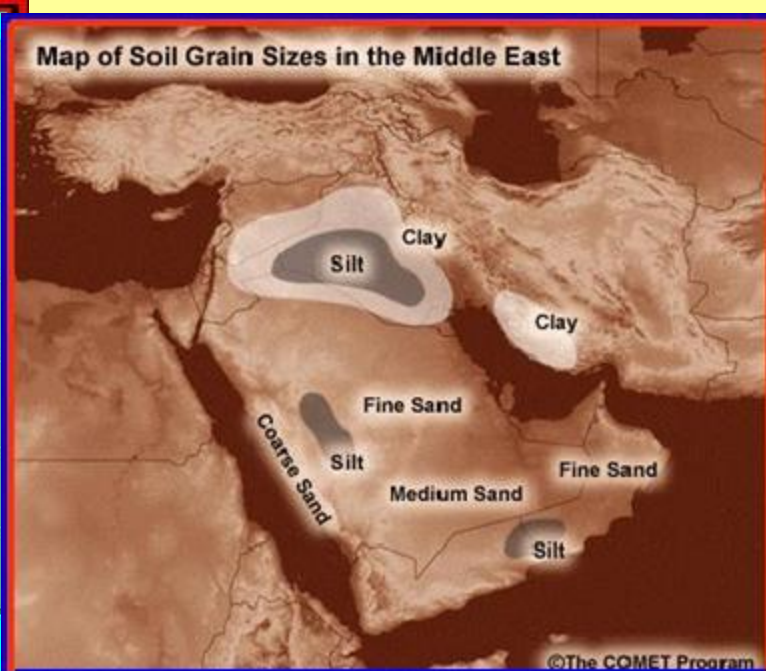 Map of Soil Grain Sizes in the Middle East
Clay
Silt
Clay
Fine Sand
Coarse Sand
Silt
Medium Sand
Fine Sand
Silt
©The COMET Program